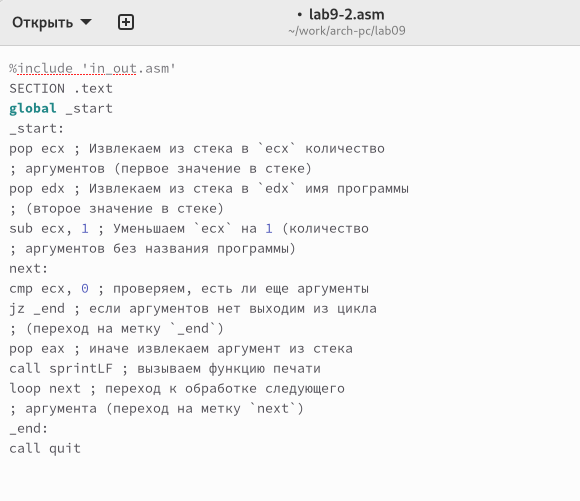 Открыть
• lab9-2.asm
~/work/arch-pc/lab09
%include 'in_out.asm'
SECTION .text
global _start
_start:
pop ecx ; Извлекаем из стека в `ecx` количество
; аргументов (первое значение в стеке)
pop edx ; Извлекаем из стека в `edx` имя программы
; (второе значение в стеке)
sub ecx, 1 ; Уменьшаем `ecx` на 1 (количество
; аргументов без названия программы)
next:
cmp ecx, 0 ; проверяем, есть ли еще аргументы
jz _end ; если аргументов нет выходим из цикла
; (переход на метку `_end`)
pop eax ; иначе извлекаем аргумент из стека
call sprintLF ; вызываем функцию печати
loop next ; переход к обработке следующего
; аргумента (переход на метку `next`)
_end:
call quit